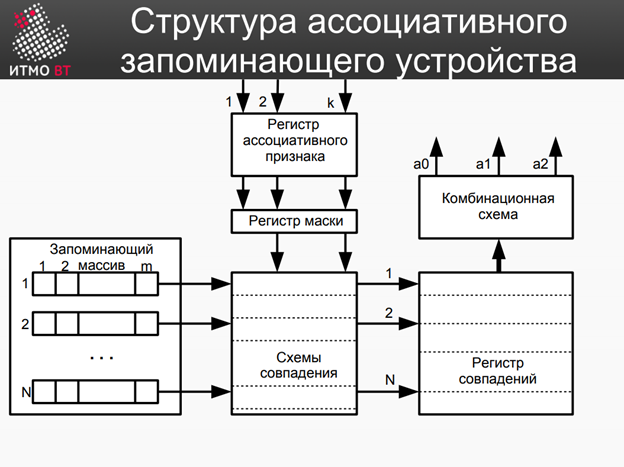 Структура ассоциативного
запоминающего устройства
ИТМО ВТ
1 2 k
Регистр
ассоциативного
признака
a0 a1 a2
Комбинационная
схема
Регистр маски
Запоминающий
массив
1 2 m
1
2
. . .
N
Схемы
совпадения
1
2
N
Регистр
совпадений